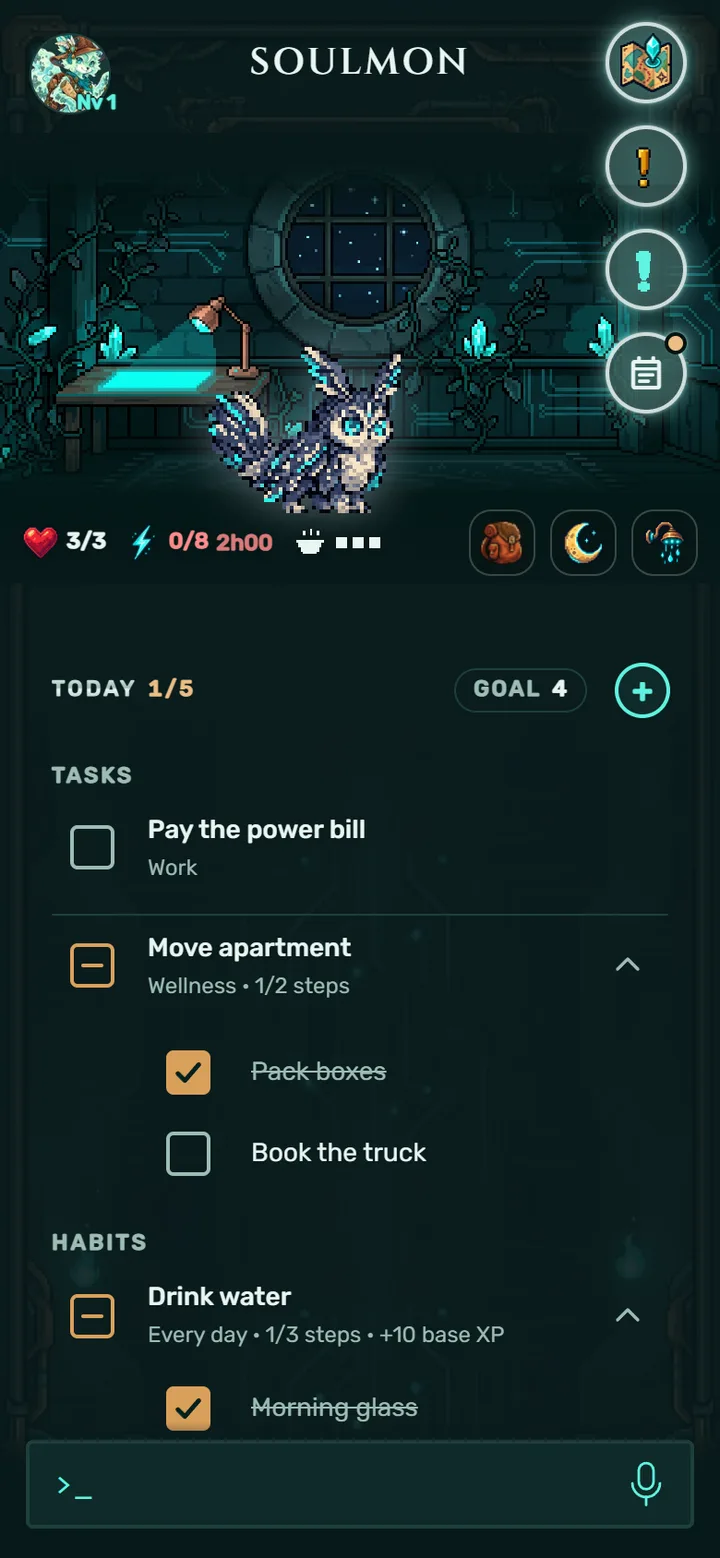 SOULMON
Nv 1
3/3
0/8 2h00
TODAY 1/5
GOAL 4
TASKS
Pay the power bill
Work
Move apartment
Wellness • 1/2 steps
Pack boxes
Book the truck
HABITS
Drink water
Every day • 1/3 steps • +10 base XP
Morning glass
>_